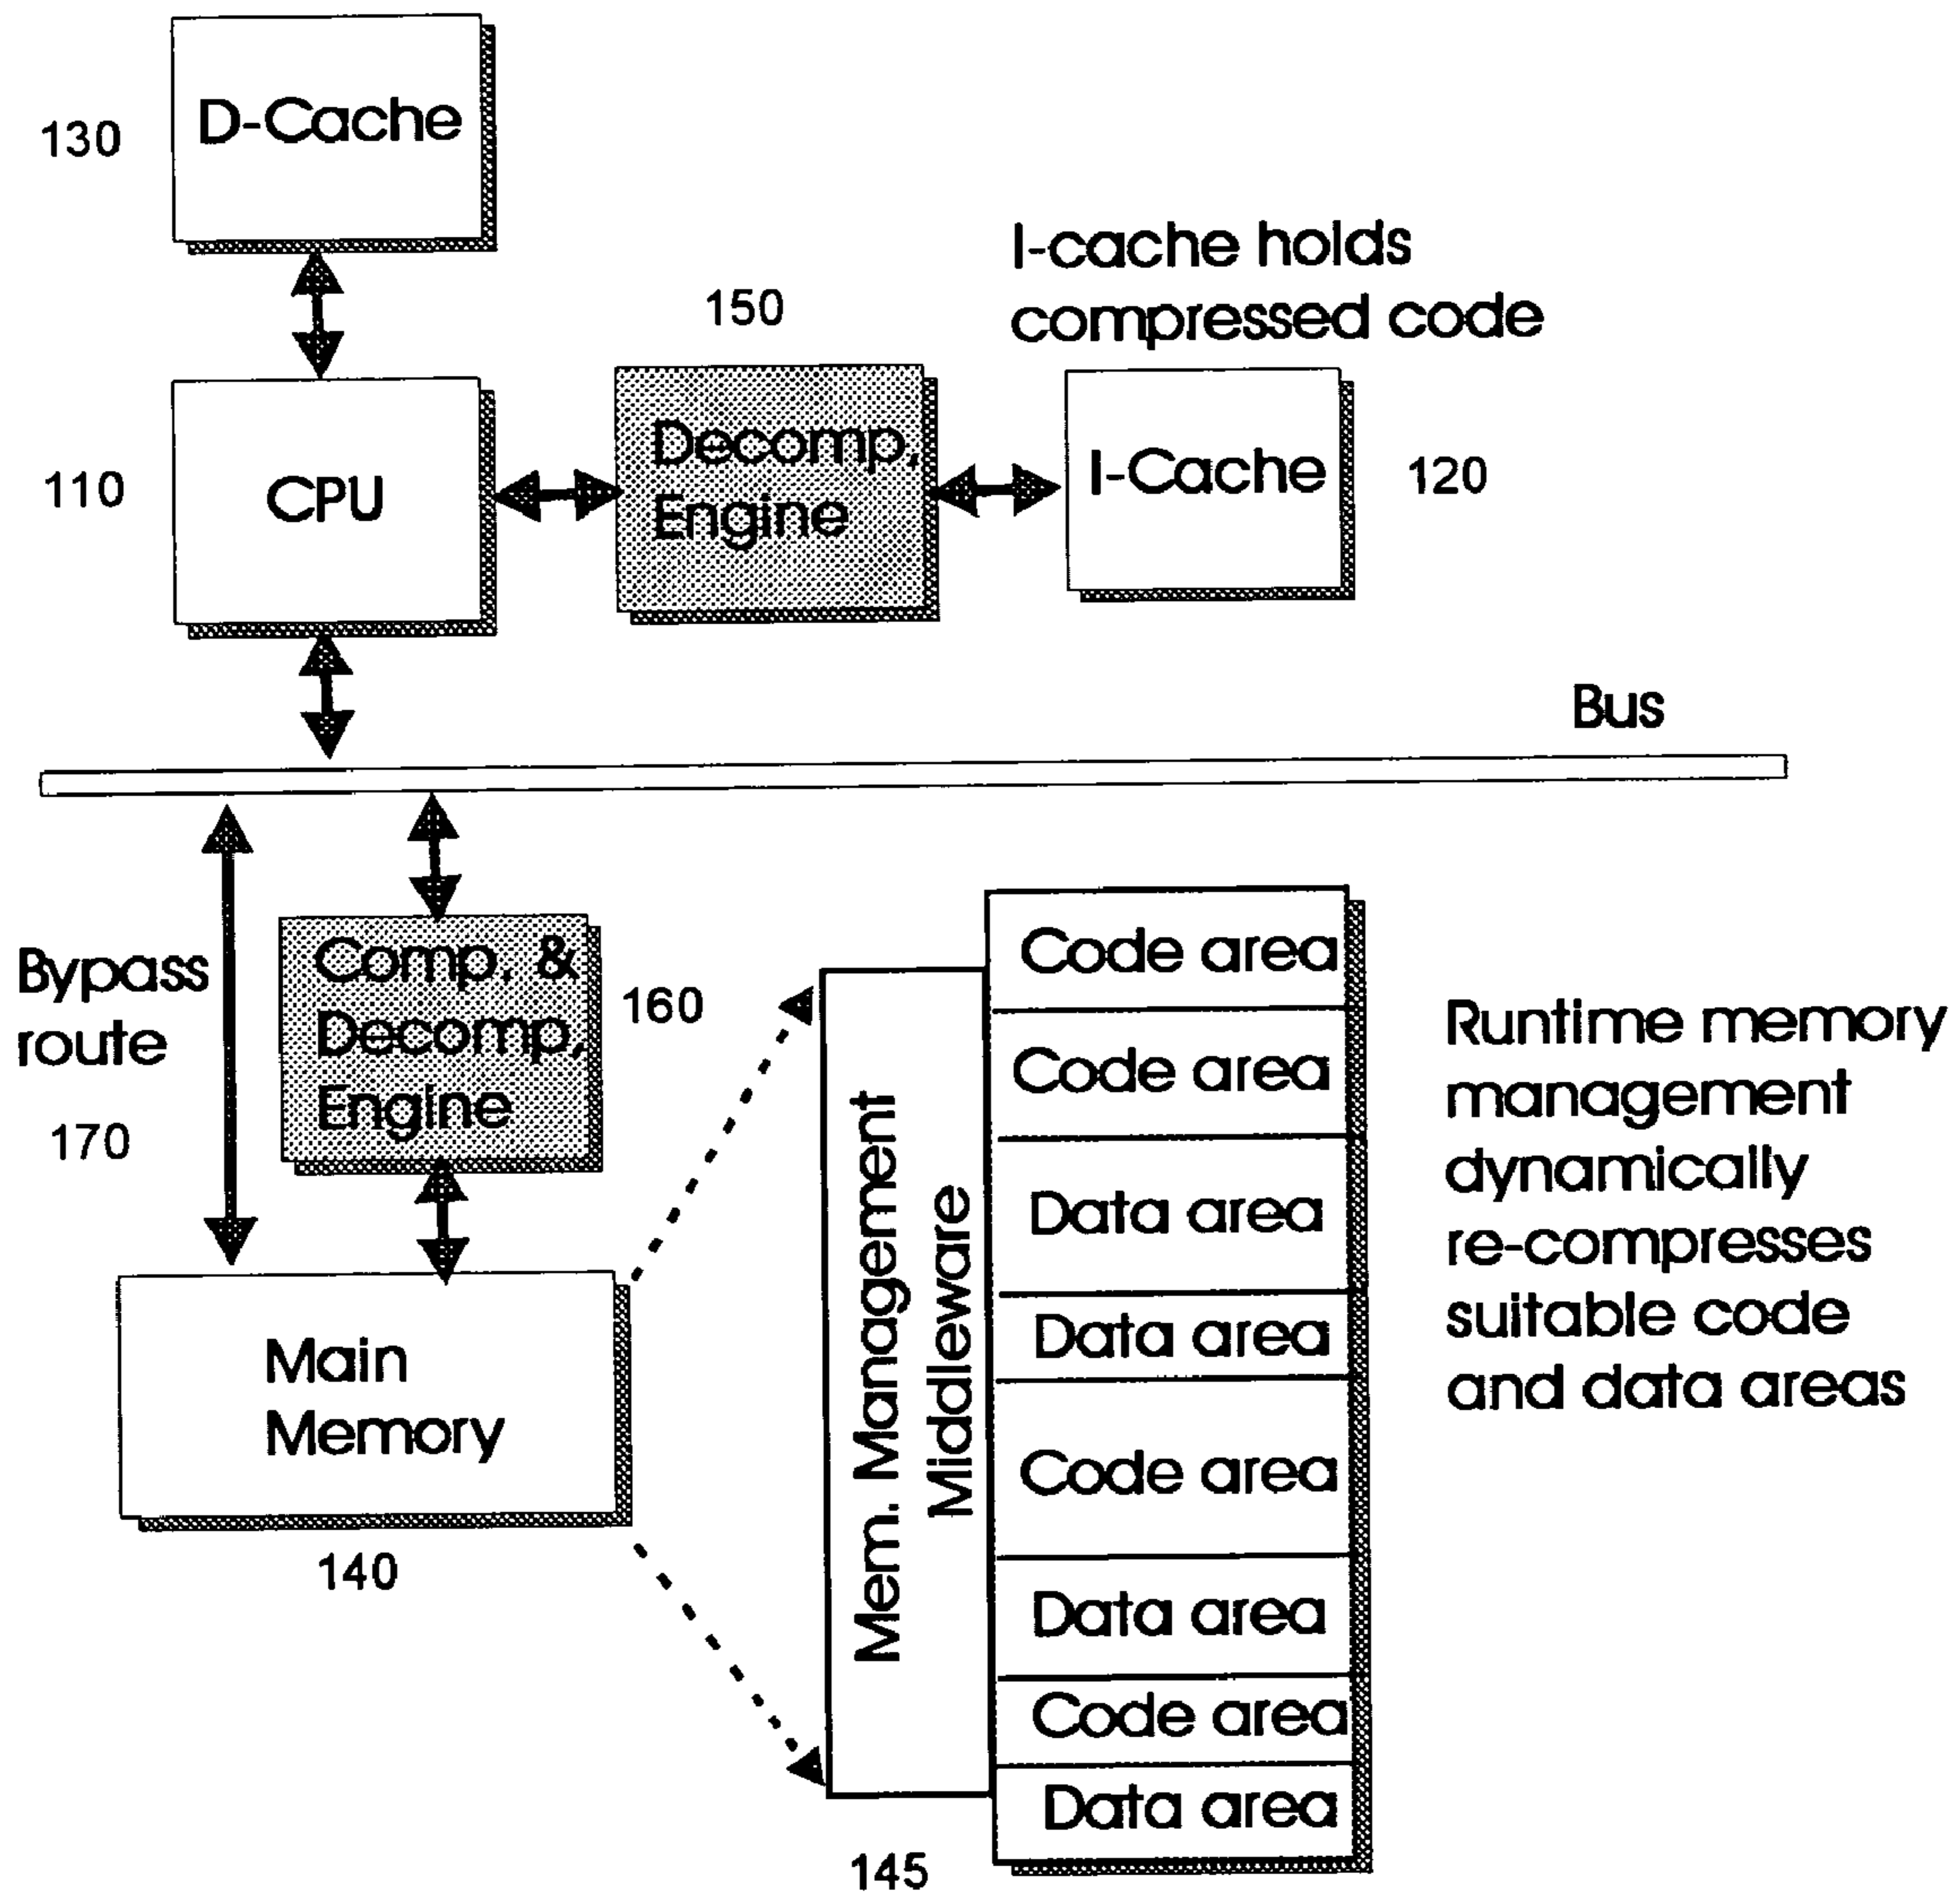 D-Cache
130
I-cache holds
compressed code
150
Decomp.
Engine
I-Cache
120
110
CPU
Bus
Bypass
route
170
Comp. &
Decomp.
Engine
160
Main
Memory
140
Mem. Management
Middleware
145
Code area
Code area
Data area
Data area
Code area
Data area
Code area
Data area
Runtime memory
management
dynamically
re-compresses
suitable code
and data areas